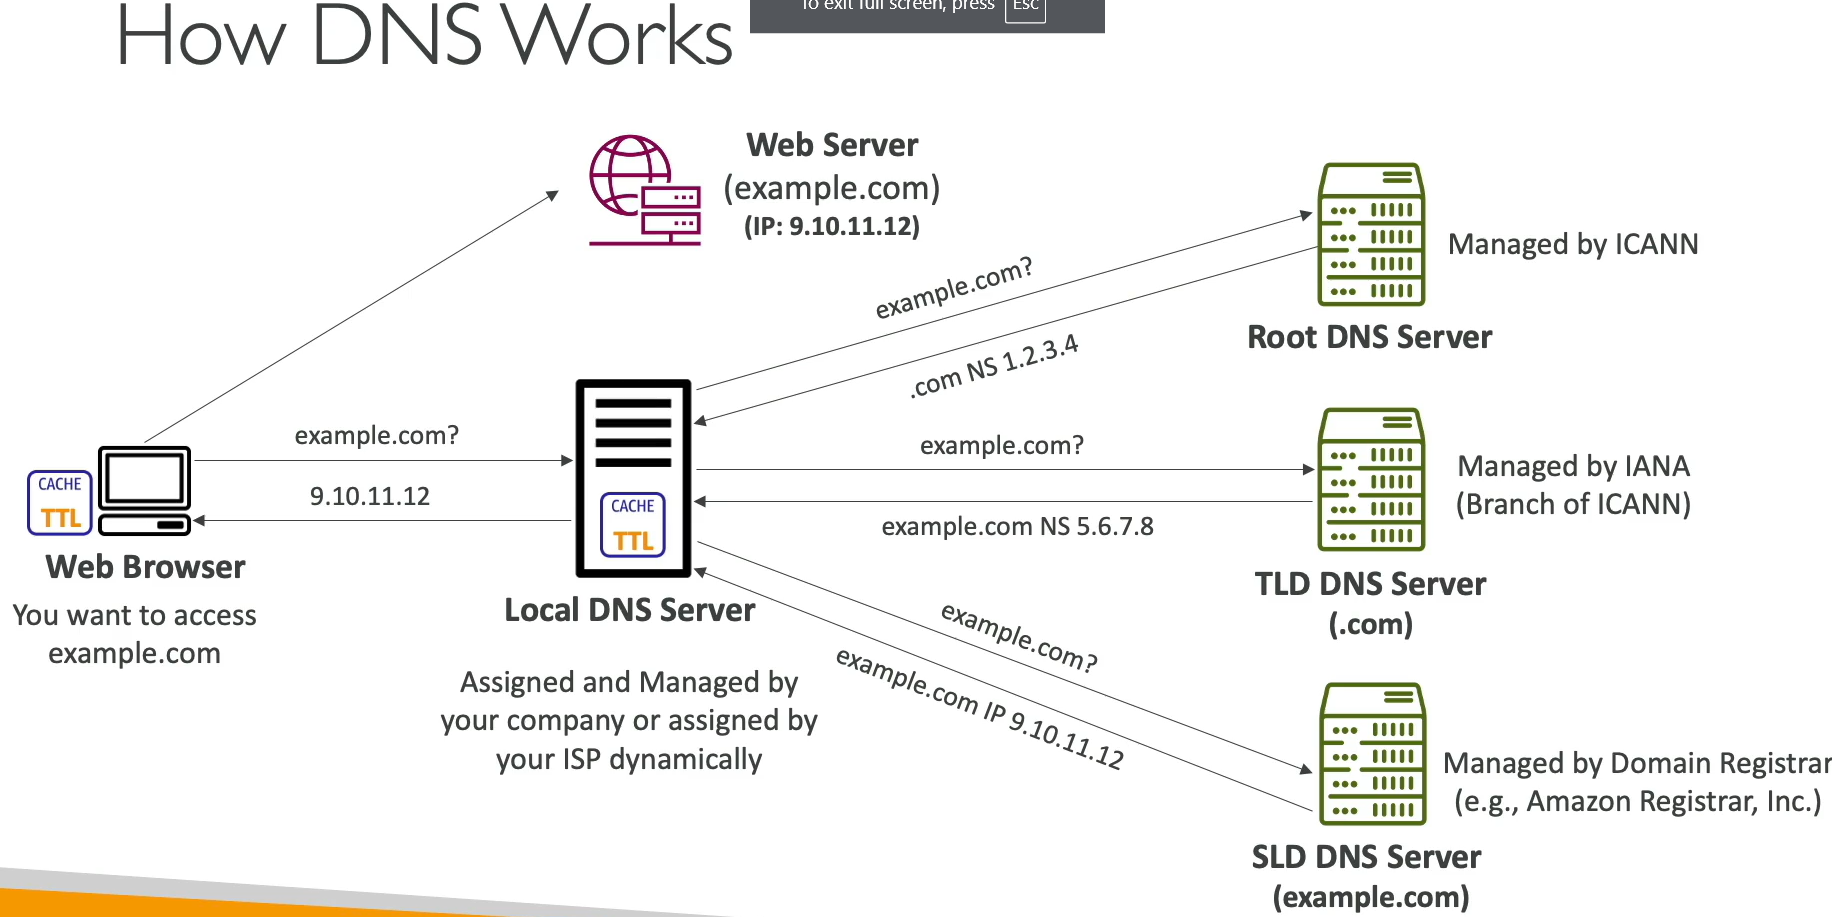 How DNS Works
To exit full screen, press Esc
Web Server
(example.com)
(IP: 9.10.11.12)
example.com?
.com NS 1.2.3.4
Managed by ICANN
Root DNS Server
example.com?
9.10.11.12
CACHE
TTL
Web Browser
You want to access
example.com
CACHE
TTL
Local DNS Server
Assigned and Managed by
your company or assigned by
your ISP dynamically
example.com?
example.com NS 5.6.7.8
Managed by IANA
(Branch of ICANN)
TLD DNS Server
(.com)
example.com?
example.com IP 9.10.11.12
Managed by Domain Registrar
(e.g., Amazon Registrar, Inc.)
SLD DNS Server
(example.com)